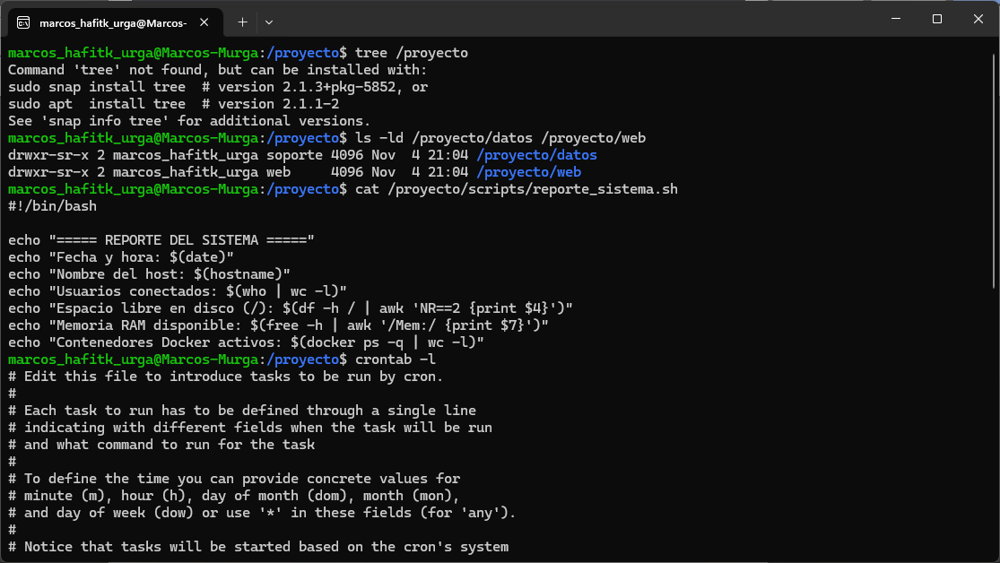 marcos_hafitk_urga@Marcos-
marcos_hafitk_urga@Marcos-Murga:/proyecto$ tree /proyecto
Command 'tree' not found, but can be installed with:
sudo snap install tree  # version 2.1.3+pkg-5852, or
sudo apt  install tree  # version 2.1.1-2
See 'snap info tree' for additional versions.
marcos_hafitk_urga@Marcos-Murga:/proyecto$ ls -ld /proyecto/datos /proyecto/web
drwxr-sr-x 2 marcos_hafitk_urga soporte 4096 Nov  4 21:04 /proyecto/datos
drwxr-sr-x 2 marcos_hafitk_urga web     4096 Nov  4 21:04 /proyecto/web
marcos_hafitk_urga@Marcos-Murga:/proyecto$ cat /proyecto/scripts/reporte_sistema.sh
#!/bin/bash

echo "===== REPORTE DEL SISTEMA ====="
echo "Fecha y hora: $(date)"
echo "Nombre del host: $(hostname)"
echo "Usuarios conectados: $(who | wc -l)"
echo "Espacio libre en disco (/): $(df -h / | awk 'NR==2 {print $4}')"
echo "Memoria RAM disponible: $(free -h | awk '/Mem:/ {print $7}')"
echo "Contenedores Docker activos: $(docker ps -q | wc -l)"
marcos_hafitk_urga@Marcos-Murga:/proyecto$ crontab -l
# Edit this file to introduce tasks to be run by cron.
#
# Each task to run has to be defined through a single line
# indicating with different fields when the task will be run
# and what command to run for the task
#
# To define the time you can provide concrete values for
# minute (m), hour (h), day of month (dom), month (mon),
# and day of week (dow) or use '*' in these fields (for 'any').
#
# Notice that tasks will be started based on the cron's system